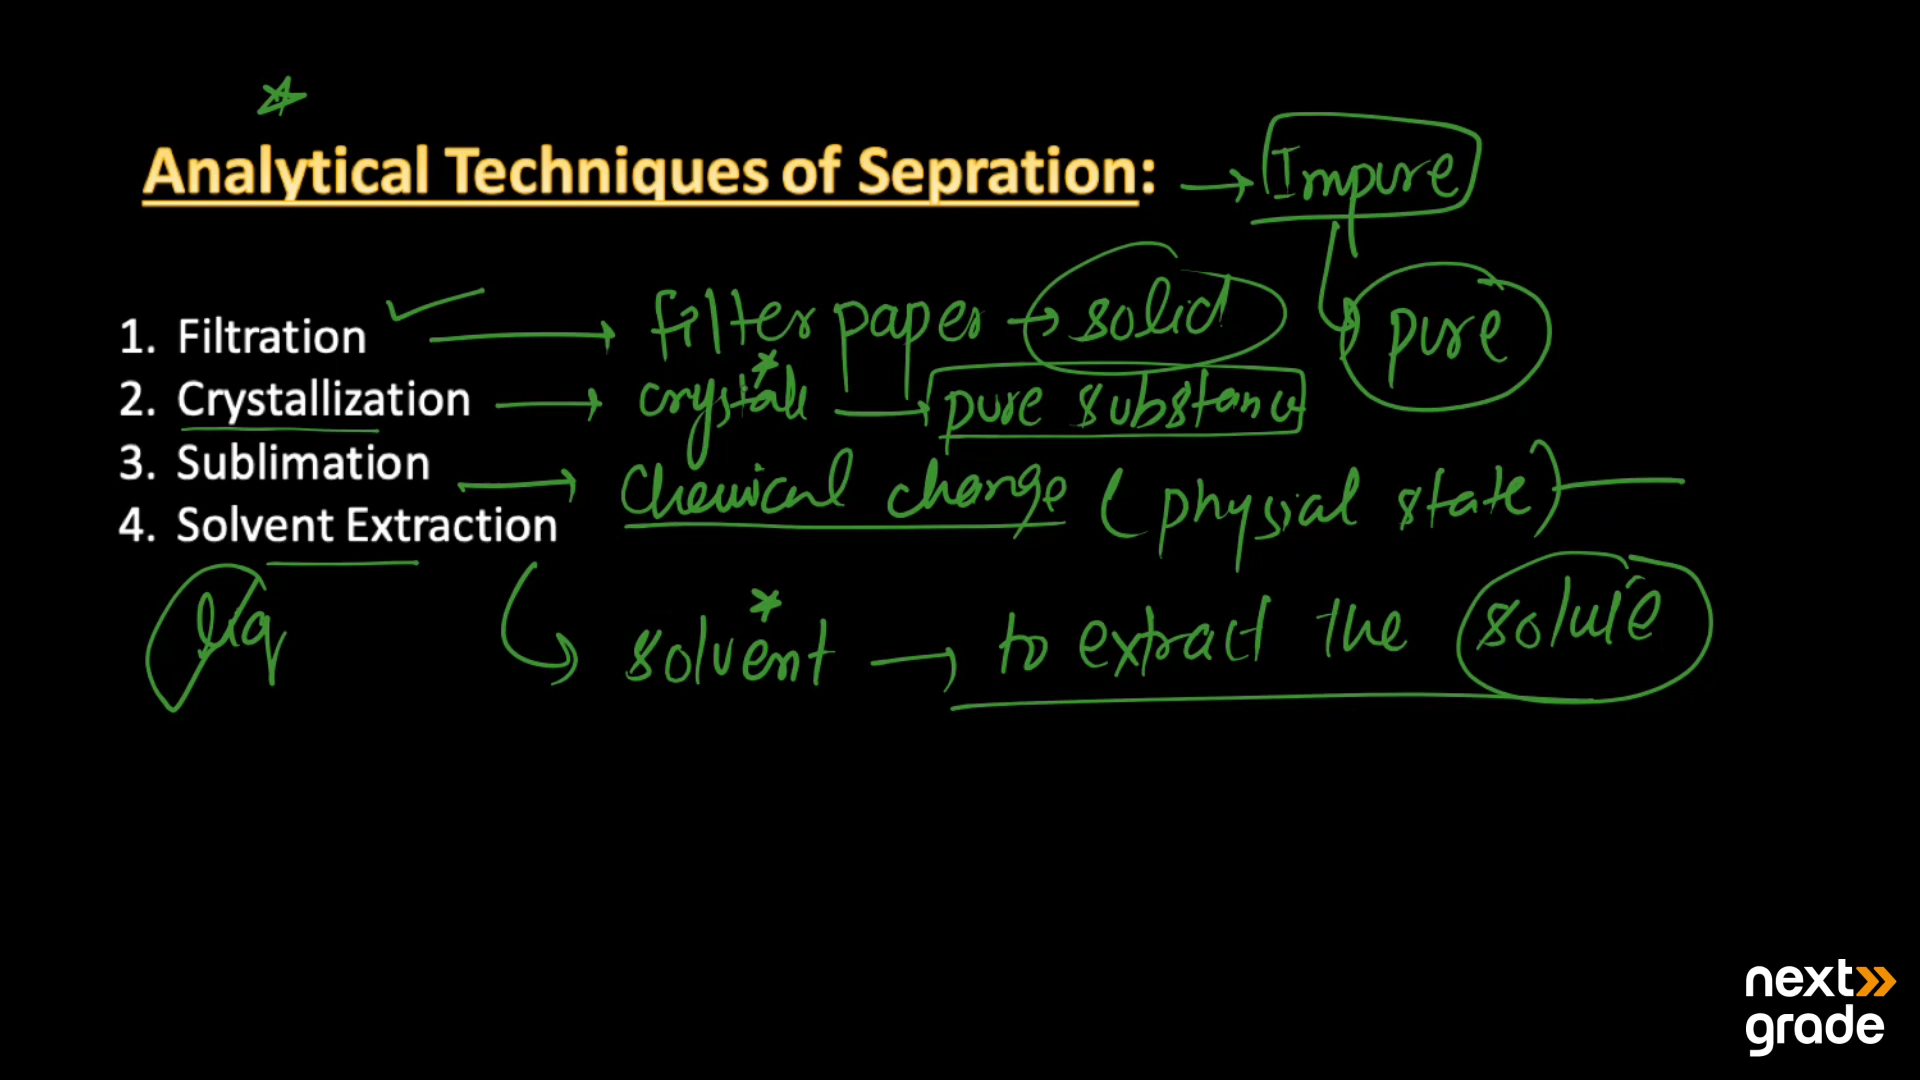 Analytical Techniques of Sepration: → Impure
pure
1. Filtration → filter paper → solid
2. Crystallization → crystals → pure substance
3. Sublimation → Chemical change (physical state)
4. Solvent Extraction
liq
solvent → to extract the solute
next
grade